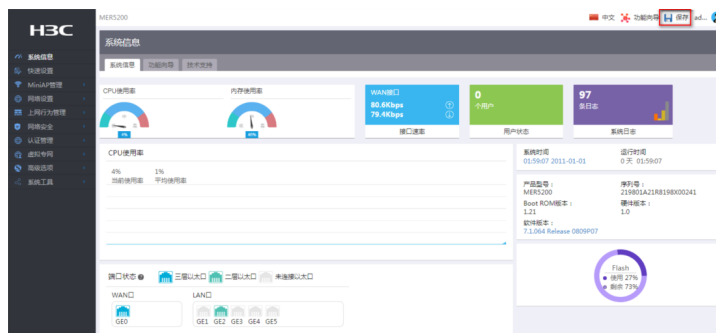 H3C
MER5200
中文 功能向导 保存 ad...
系统信息
快速设置
MiniAP管理
网络设置
上网行为管理
网络安全
认证管理
虚拟专网
高级选项
系统工具
系统信息
系统信息 功能向导 技术支持
CPU使用率 内存使用率
4%
WAN接口
80.6Kbps
79.4Kbps
接口速率
0
个用户
用户状态
97
条日志
系统日志
CPU使用率
4% 1%
当前使用率 平均使用率
系统时间 运行时间
01:59:07 2011-01-01 0 天 01:59:07
产品型号： 序列号：
MER5200 219801A21R8198X00241
Boot ROM版本： 硬件版本：
1.21 1.0
软件版本：
7.1.064 Release 0809P07
Flash
使用 27%
剩余 73%
端口状态 三层以太口 二层以太口 未连接以太口
WAN口 LAN口
GE0 GE1 GE2 GE3 GE4 GE5